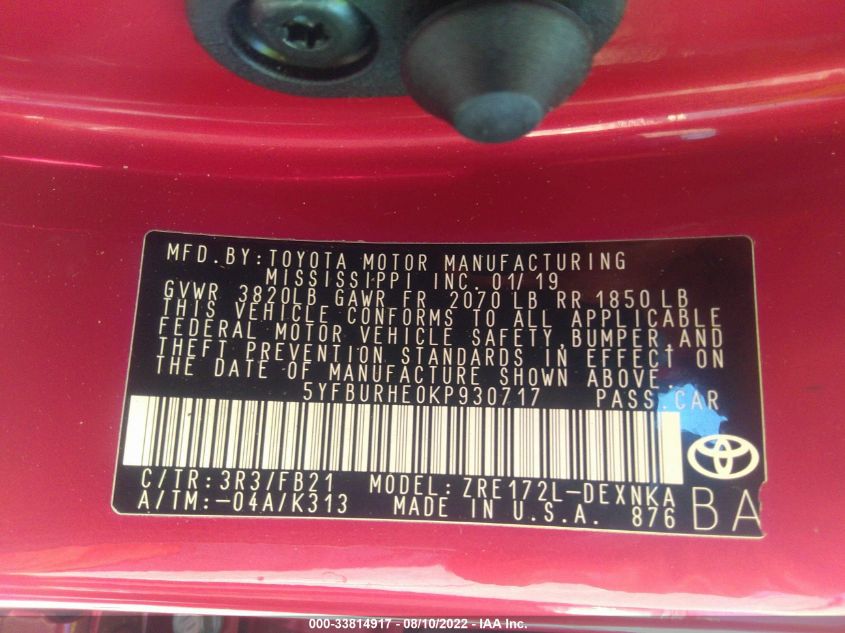 MFD. BY: TOYOTA MOTOR MANUFACTURING
MISSISSIPPI INC. 01/19
GVWR 3820LB GAWR FR 2070 LB RR 1850 LB
THIS VEHICLE CONFORMS TO ALL APPLICABLE
FEDERAL MOTOR VEHICLE SAFETY, BUMPER, AND
THEFT PREVENTION STANDARDS IN EFFECT ON
THE DATE OF MANUFACTURE SHOWN ABOVE.
5YFBURHE0KP930717 PASS. CAR
C/TR: 3R3/FB21 MODEL: ZRE172L-DEXNKA
A/TM: -04A/K313 MADE IN U.S.A. 876 BA
000-33814917 - 08/10/2022 - IAA Inc.